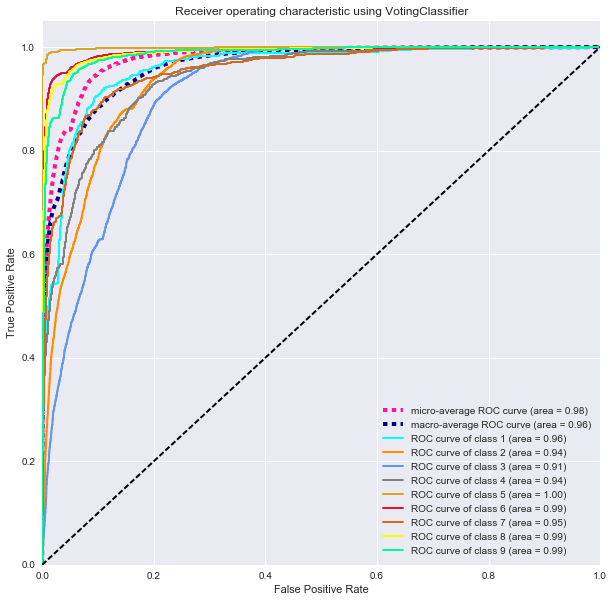 Receiver operating characteristic using VotingClassifier
1.0
0.8
0.6
0.4
0.2
0.0
True Positive Rate
micro-average ROC curve (area = 0.98)
macro-average ROC curve (area = 0.96)
ROC curve of class 1 (area = 0.96)
ROC curve of class 2 (area = 0.94)
ROC curve of class 3 (area = 0.91)
ROC curve of class 4 (area = 0.94)
ROC curve of class 5 (area = 1.00)
ROC curve of class 6 (area = 0.99)
ROC curve of class 7 (area = 0.95)
ROC curve of class 8 (area = 0.99)
ROC curve of class 9 (area = 0.99)
0.0 0.2 0.4 0.6 0.8 1.0
False Positive Rate